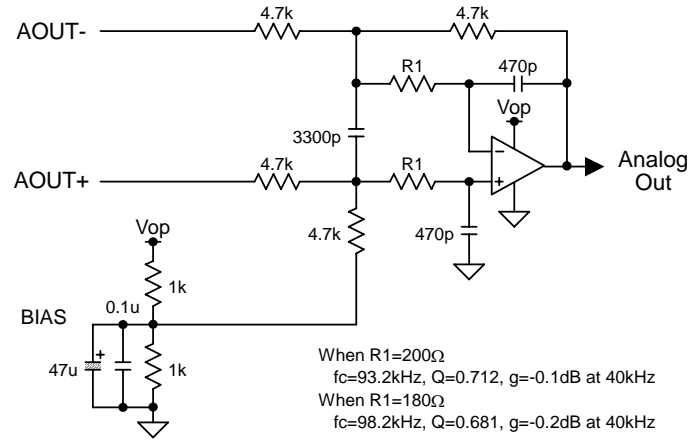 4.7k
4.7k
AOUT-
R1
470p
Vop
3300p
4.7k
R1
Analog
Out
AOUT+
4.7k
470p
Vop
1k
0.1u
BIAS
47u
+
1k
−
+
When R1=200Ω
fc=93.2kHz, Q=0.712, g=-0.1dB at 40kHz
When R1=180Ω
fc=98.2kHz, Q=0.681, g=-0.2dB at 40kHz